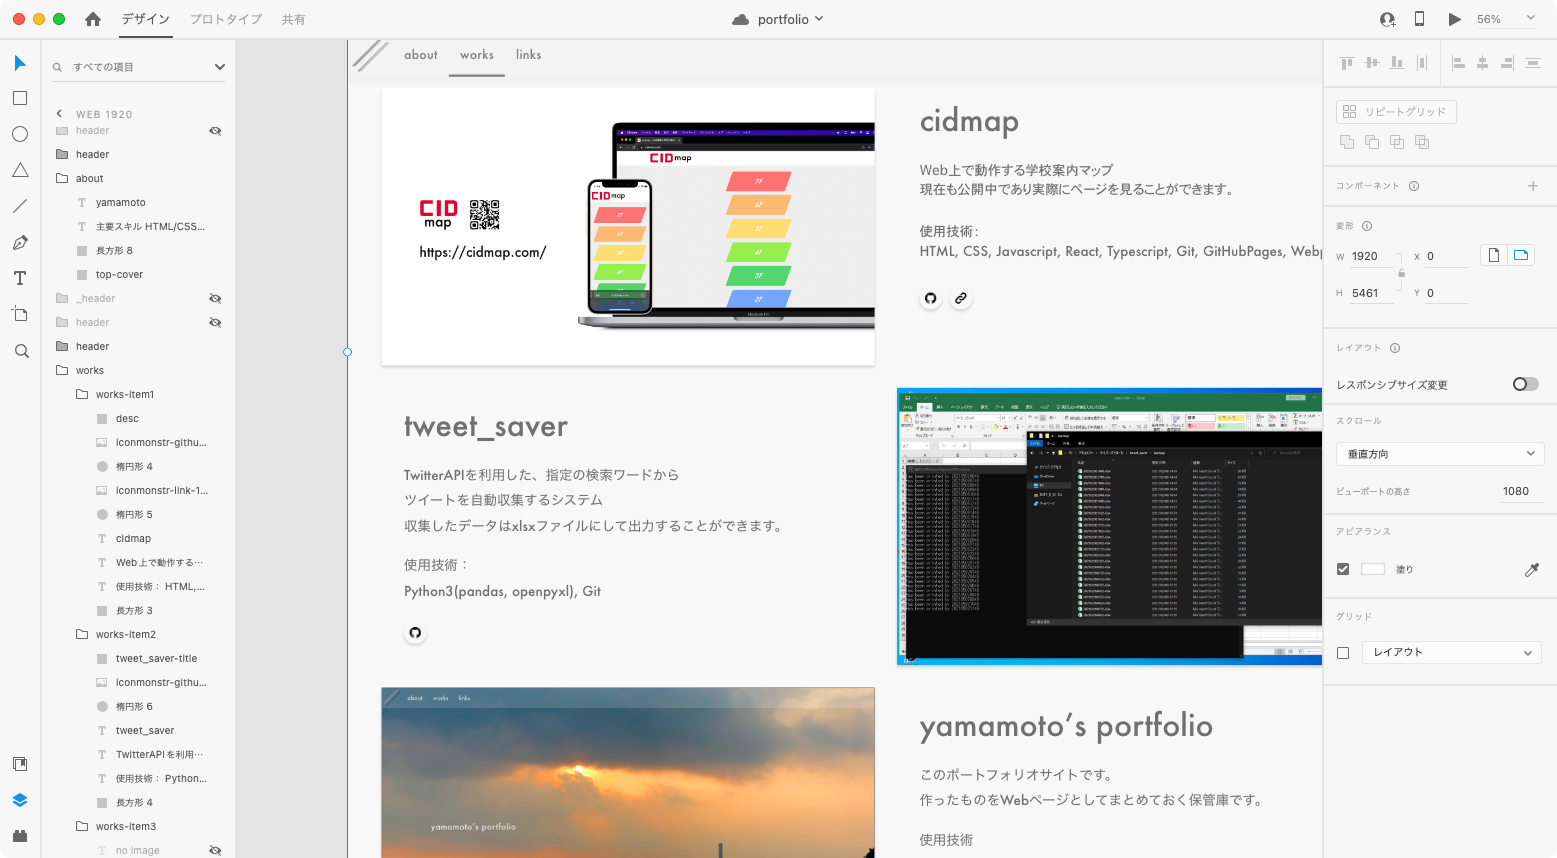 デザイン
プロトタイプ
共有
portfolio
56%
すべての項目
WEB 1920
header
header
about
yamamoto
主要スキル HTML/CSS...
長方形 8
top-cover
_header
header
header
works
works-item1
desc
iconmonstr-githu...
楕円形 4
iconmonstr-link-1...
楕円形 5
cidmap
Web上で動作する…
使用技術： HTML,...
長方形 3
works-item2
tweet_saver-title
iconmonstr-githu...
楕円形 6
tweet_saver
TwitterAPIを利用…
使用技術： Python...
長方形 4
works-item3
no image
about
works
links
CID
map
https://cidmap.com/
CID map
7F
6F
5F
4F
3F
2F
CID map
7F
cidmap
Web上で動作する学校案内マップ
現在も公開中であり実際にページを見ることができます。
使用技術：
HTML, CSS, Javascript, React, Typescript, Git, GitHubPages, Webp
tweet_saver
TwitterAPIを利用した、指定の検索ワードから
ツイートを自動収集するシステム
収集したデータはxlsxファイルにして出力することができます。
使用技術：
Python3(pandas, openpyxl), Git
about
works
links
yamamoto's portfolio
yamamoto's portfolio
このポートフォリオサイトです。
作ったものをWebページとしてまとめておく保管庫です。
使用技術
リピートグリッド
コンポーネント
変形
W 1920
X 0
H 5461
Y 0
レイアウト
レスポンシブサイズ変更
スクロール
垂直方向
ビューポートの高さ
1080
アピアランス
塗り
グリッド
レイアウト